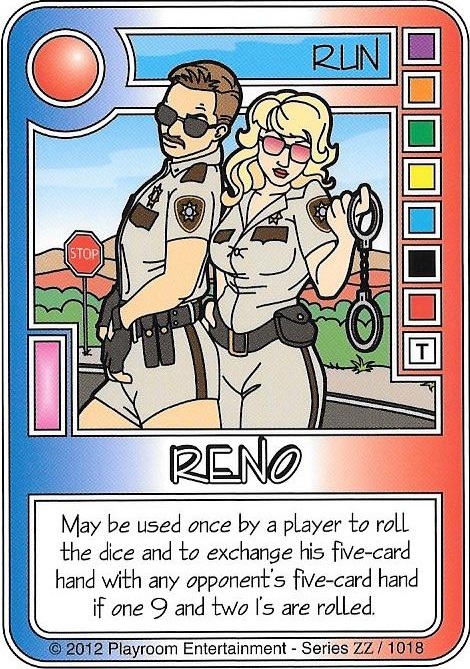 RUN
STOP
T
RENO
May be used once by a player to roll
the dice and to exchange his five-card
hand with any opponent's five-card hand
if one 9 and two 1's are rolled.
© 2012 Playroom Entertainment - Series ZZ / 1018